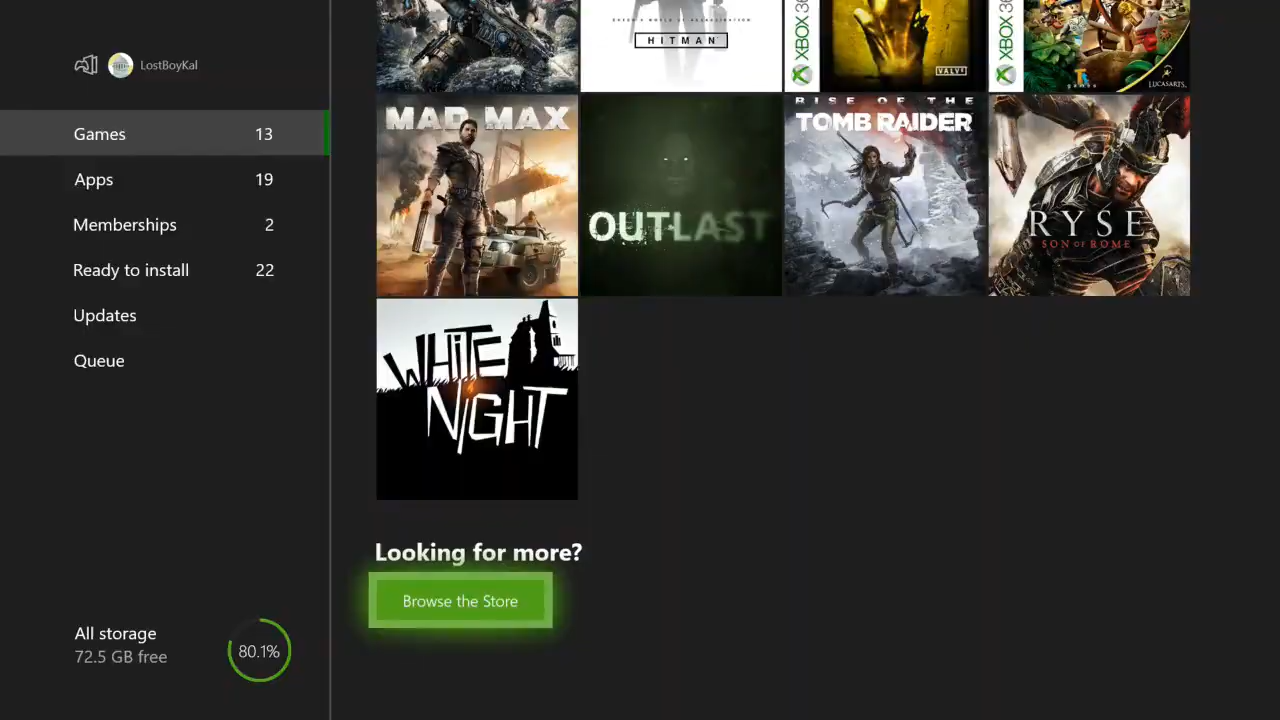 LostBoyKal
Games 13
Apps 19
Memberships 2
Ready to install 22
Updates
Queue
All storage
72.5 GB free
80.1%
HITMAN
XBOX 36
VALVE
XBOX 36
LUCASARTS
MAD MAX
OUTLAST
RISE OF THE
TOMB RAIDER
RYSE
SON OF ROME
WHITE
NIGHT
Looking for more?
Browse the Store